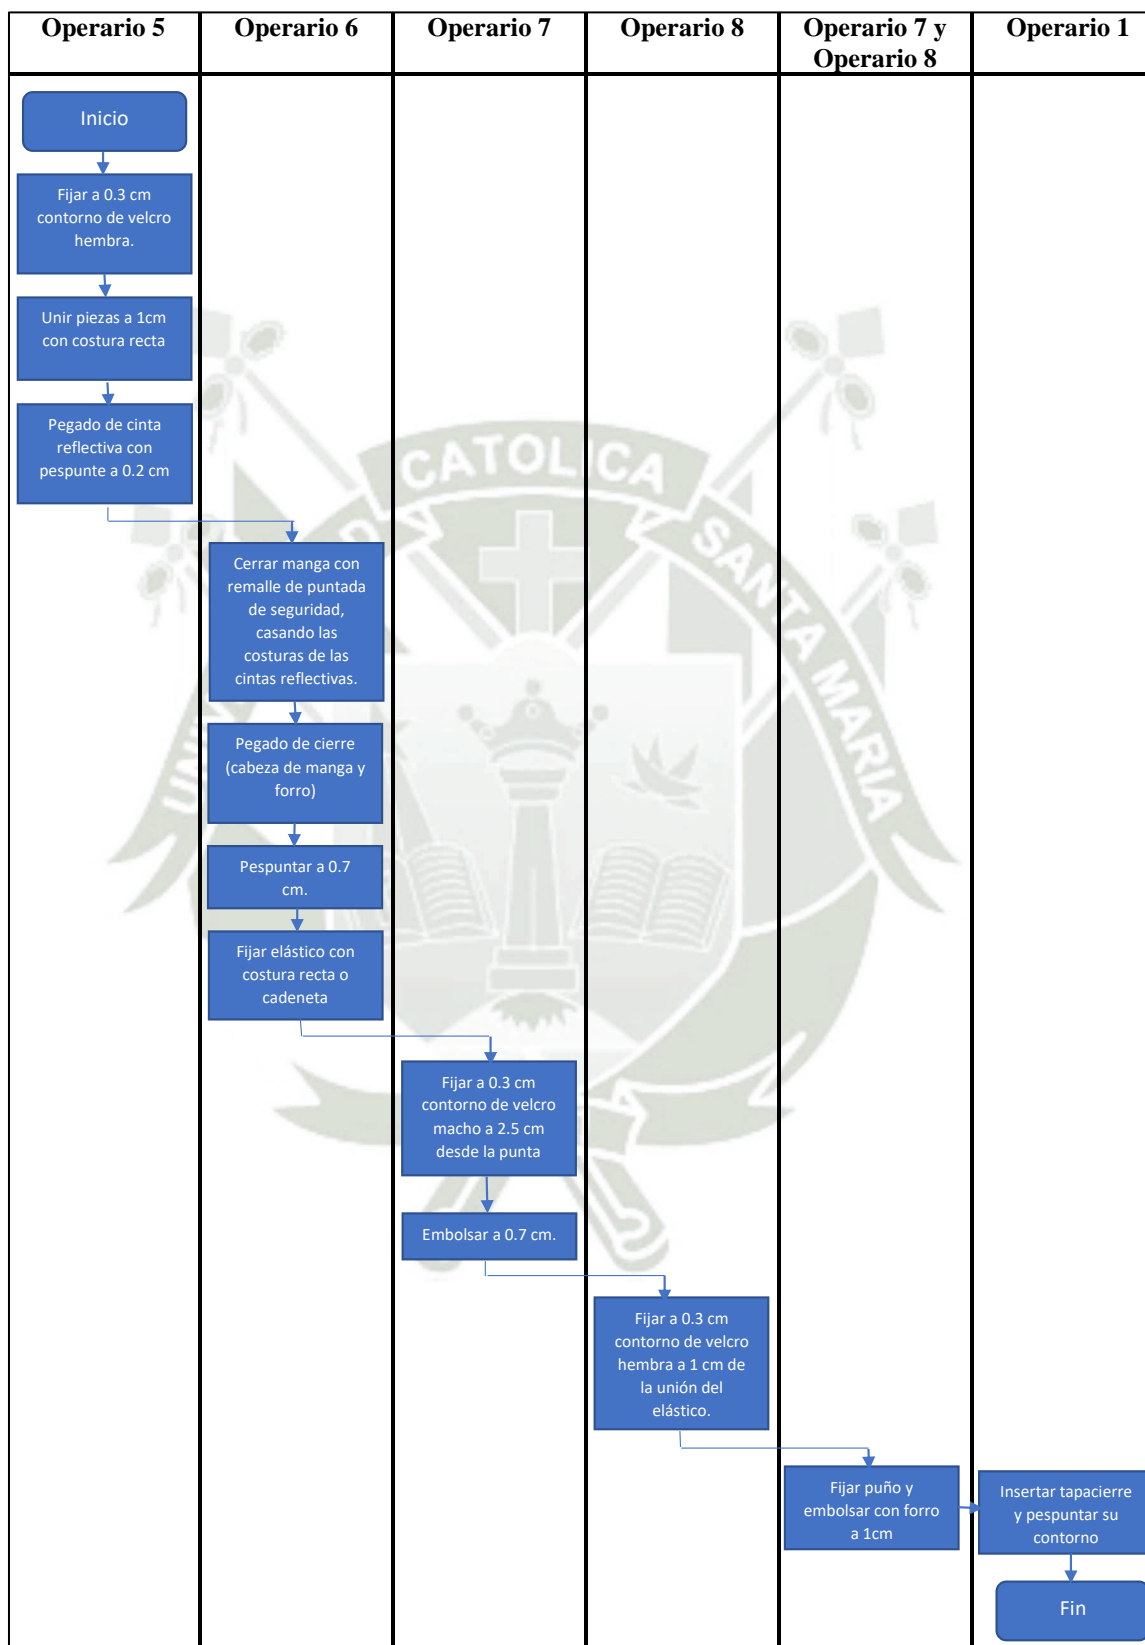 Operario 5
Operario 6
Operario 7
Operario 8
Operario 7 y
Operario 8
Operario 1
Inicio
Fijar a 0.3 cm
contorno de velcro
hembra.
Unir piezas a 1cm
con costura recta
Pegado de cinta
reflectiva con
pespunte a 0.2 cm
Cerrar manga con
remalle de puntada
de seguridad,
casando las
costuras de las
cintas reflectivas.
Pegado de cierre
(cabeza de manga y
forro)
Pespuntar a 0.7
cm.
Fijar elástico con
costura recta o
cadeneta
Fijar a 0.3 cm
contorno de velcro
macho a 2.5 cm
desde la punta
Embolsar a 0.7 cm.
Fijar a 0.3 cm
contorno de velcro
hembra a 1 cm de
la unión del
elástico.
Fijar puño y
embolsar con forro
a 1cm
Insertar tapacierre
y pespuntar su
contorno
Fin
CATOLICA
SANTA MARIA